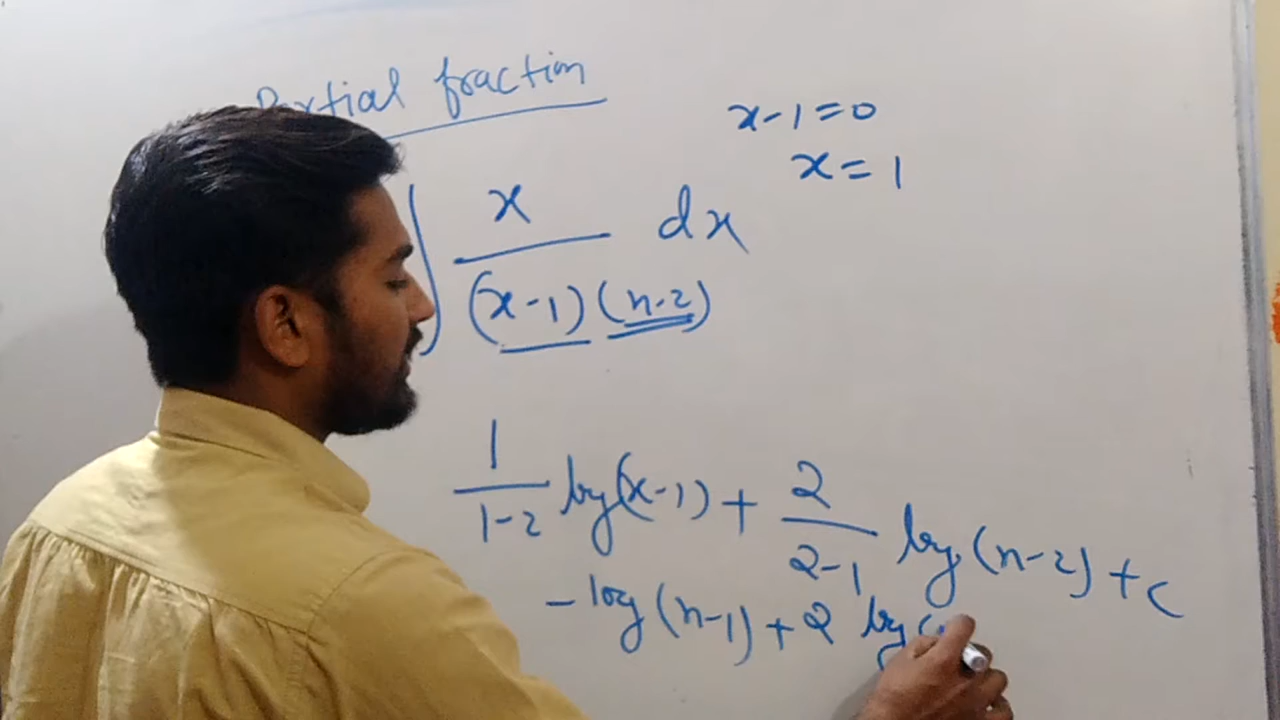 Partial fraction
x-1=0
x=1
∫ x/((x-1)(x-2)) dx
1/(1-2) log(x-1) + 2/(2-1) log(x-2) + c
- log(x-1) + 2 log(